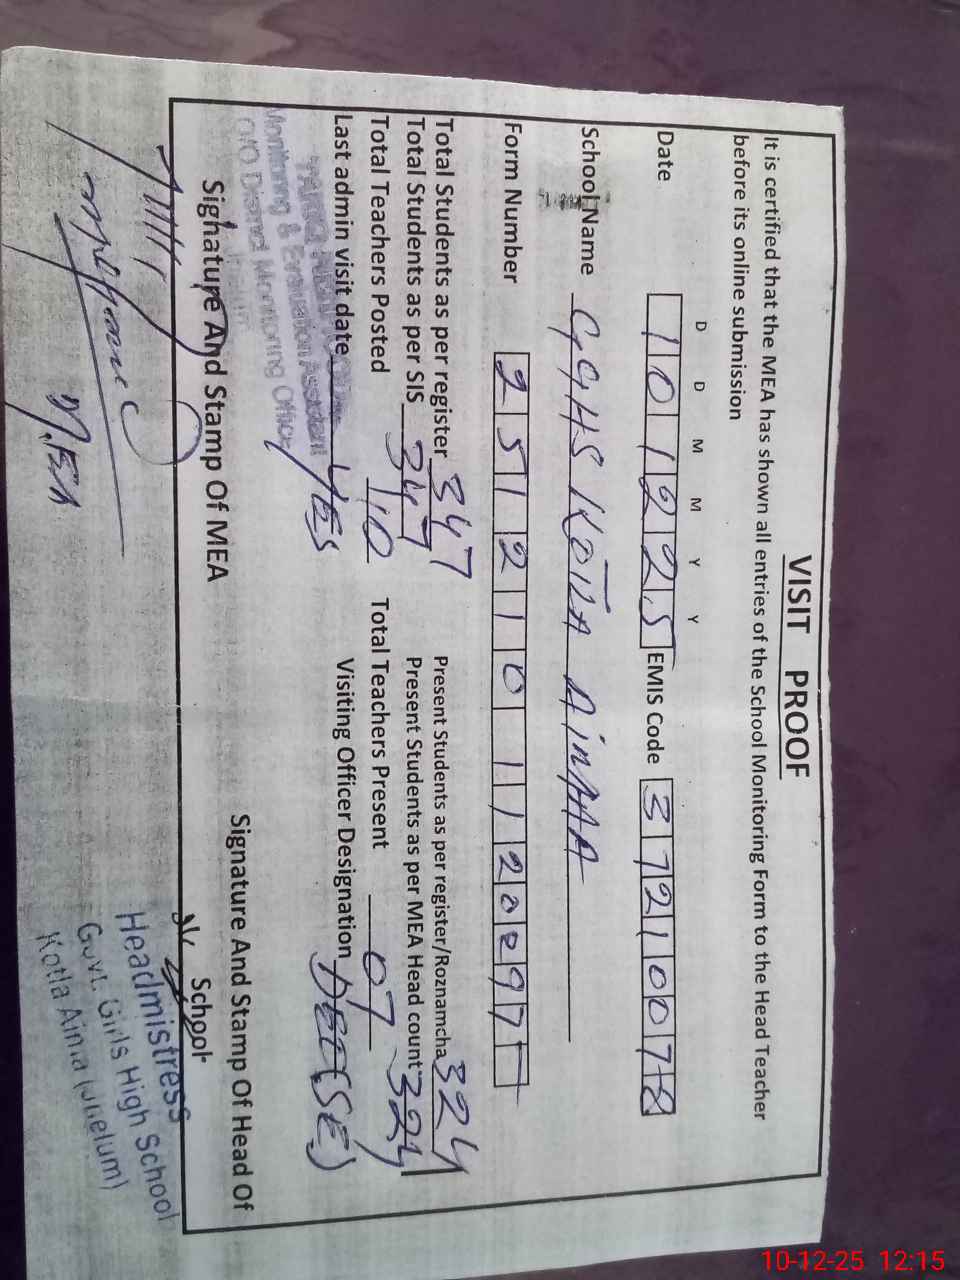 VISIT PROOF
It is certified that the MEA has shown all entries of the School Monitoring Form to the Head Teacher
before its online submission
D D M M Y Y
Date 1 0 1 2 2 5 EMIS Code 3 7 2 1 0 0 7 8
School Name GGHS KOTLA AiMAA
Form Number 2 5 1 2 1 0 1 1 2 0 2 9 7
Total Students as per register 347 Present Students as per register/Roznamcha 324
Total Students as per SIS 347 Present Students as per MEA Head count 324
Total Teachers Posted 10 Total Teachers Present 07
Last admin visit date YES Visiting Officer Designation DEO(SE)
Monitoring & Evaluation Assistant
O/O District Monitoring Officer
Signature And Stamp Of MEA Signature And Stamp Of Head Of
School
Headmistress
Govt. Girls High School
Kotla Aima (Jhelum)
MEA
10-12-25 12:15